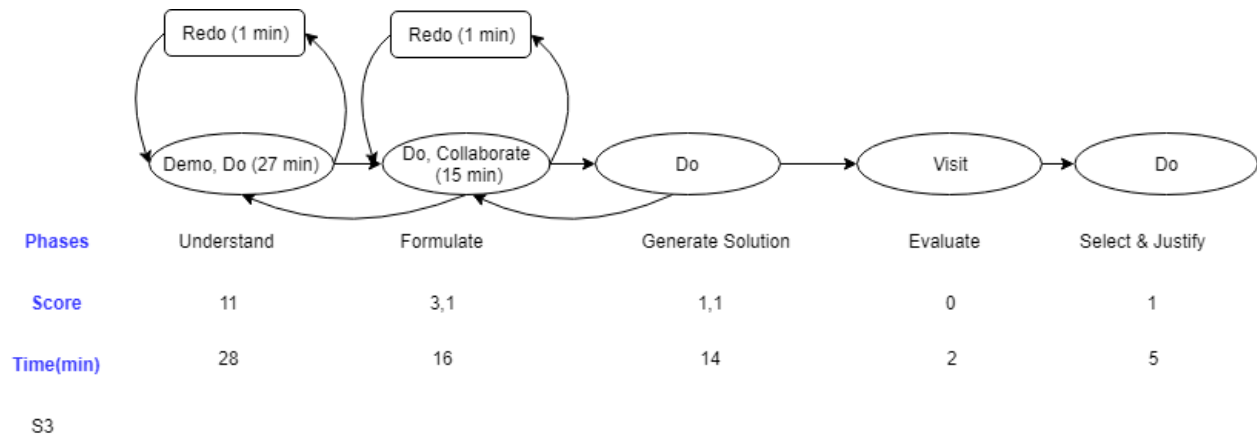 Redo (1 min)
Redo (1 min)
Demo, Do (27 min)
Do, Collaborate
(15 min)
Do
Visit
Do
Phases Understand Formulate Generate Solution Evaluate Select & Justify
Score 11 3,1 1,1 0 1
Time(min) 28 16 14 2 5
S3